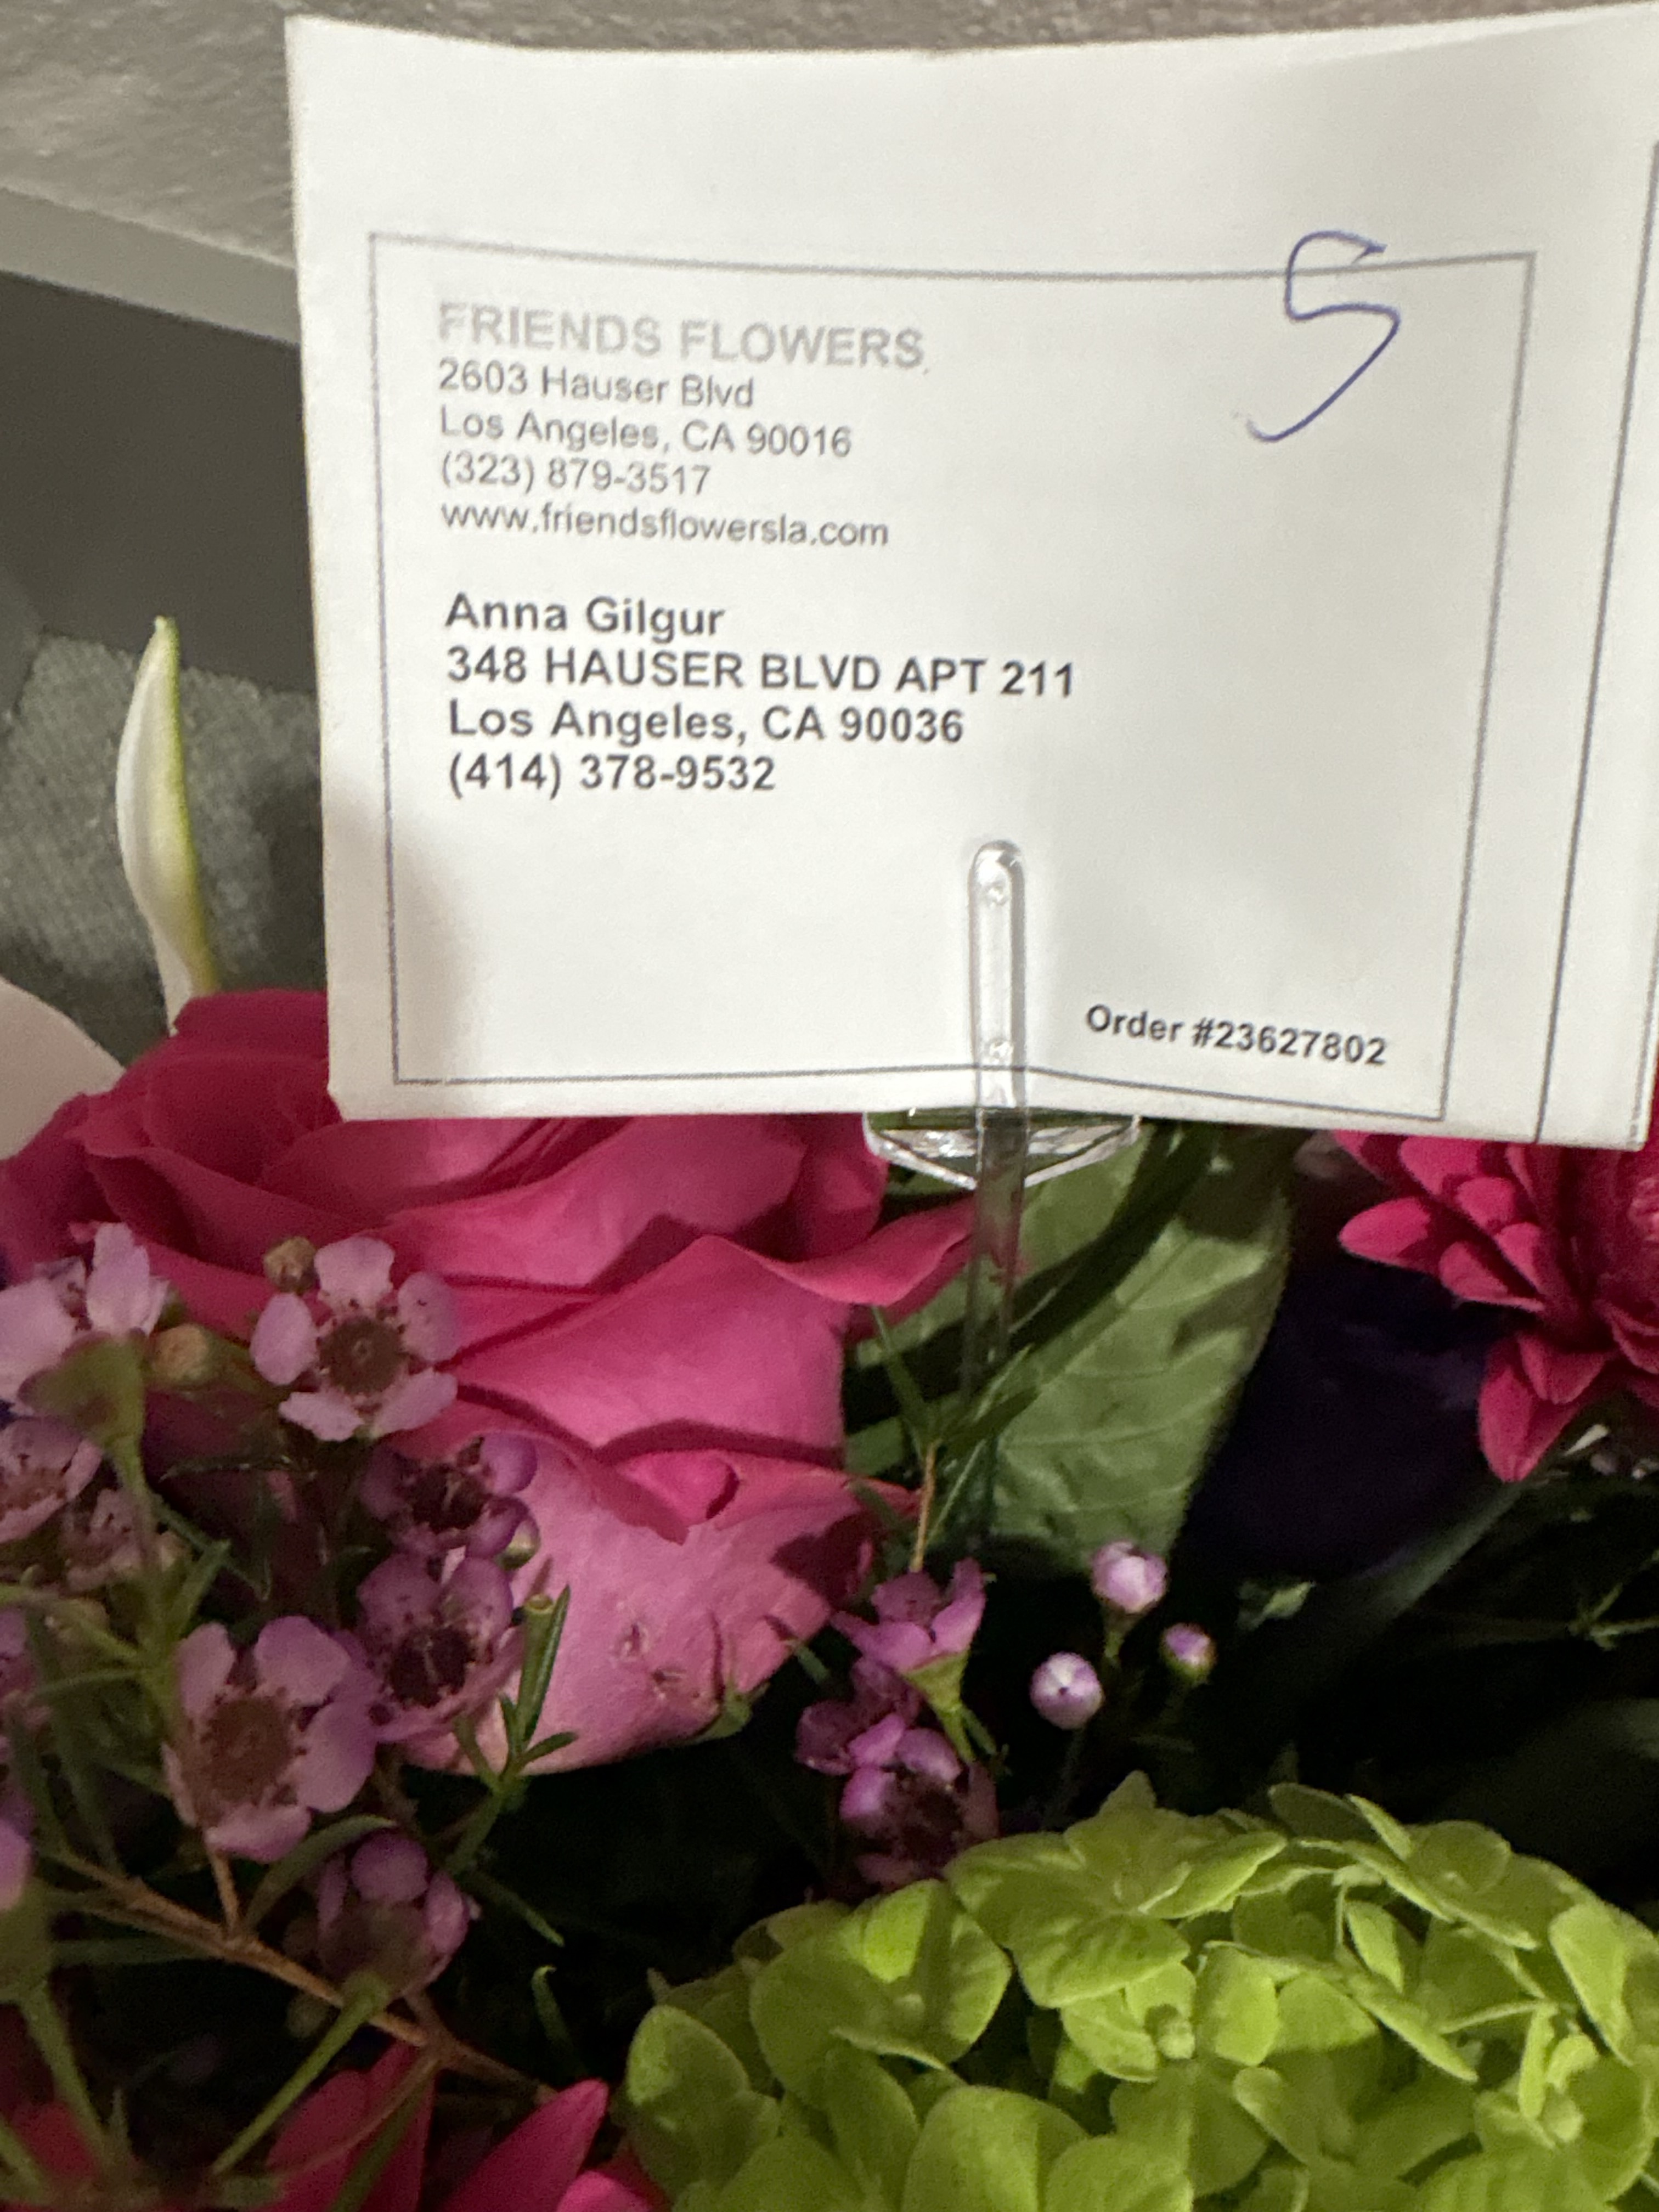 FRIENDS FLOWERS
2603 Hauser Blvd
Los Angeles, CA 90016
(323) 879-3517
www.friendsflowersla.com
5
Anna Gilgur
348 HAUSER BLVD APT 211
Los Angeles, CA 90036
(414) 378-9532
Order #23627802